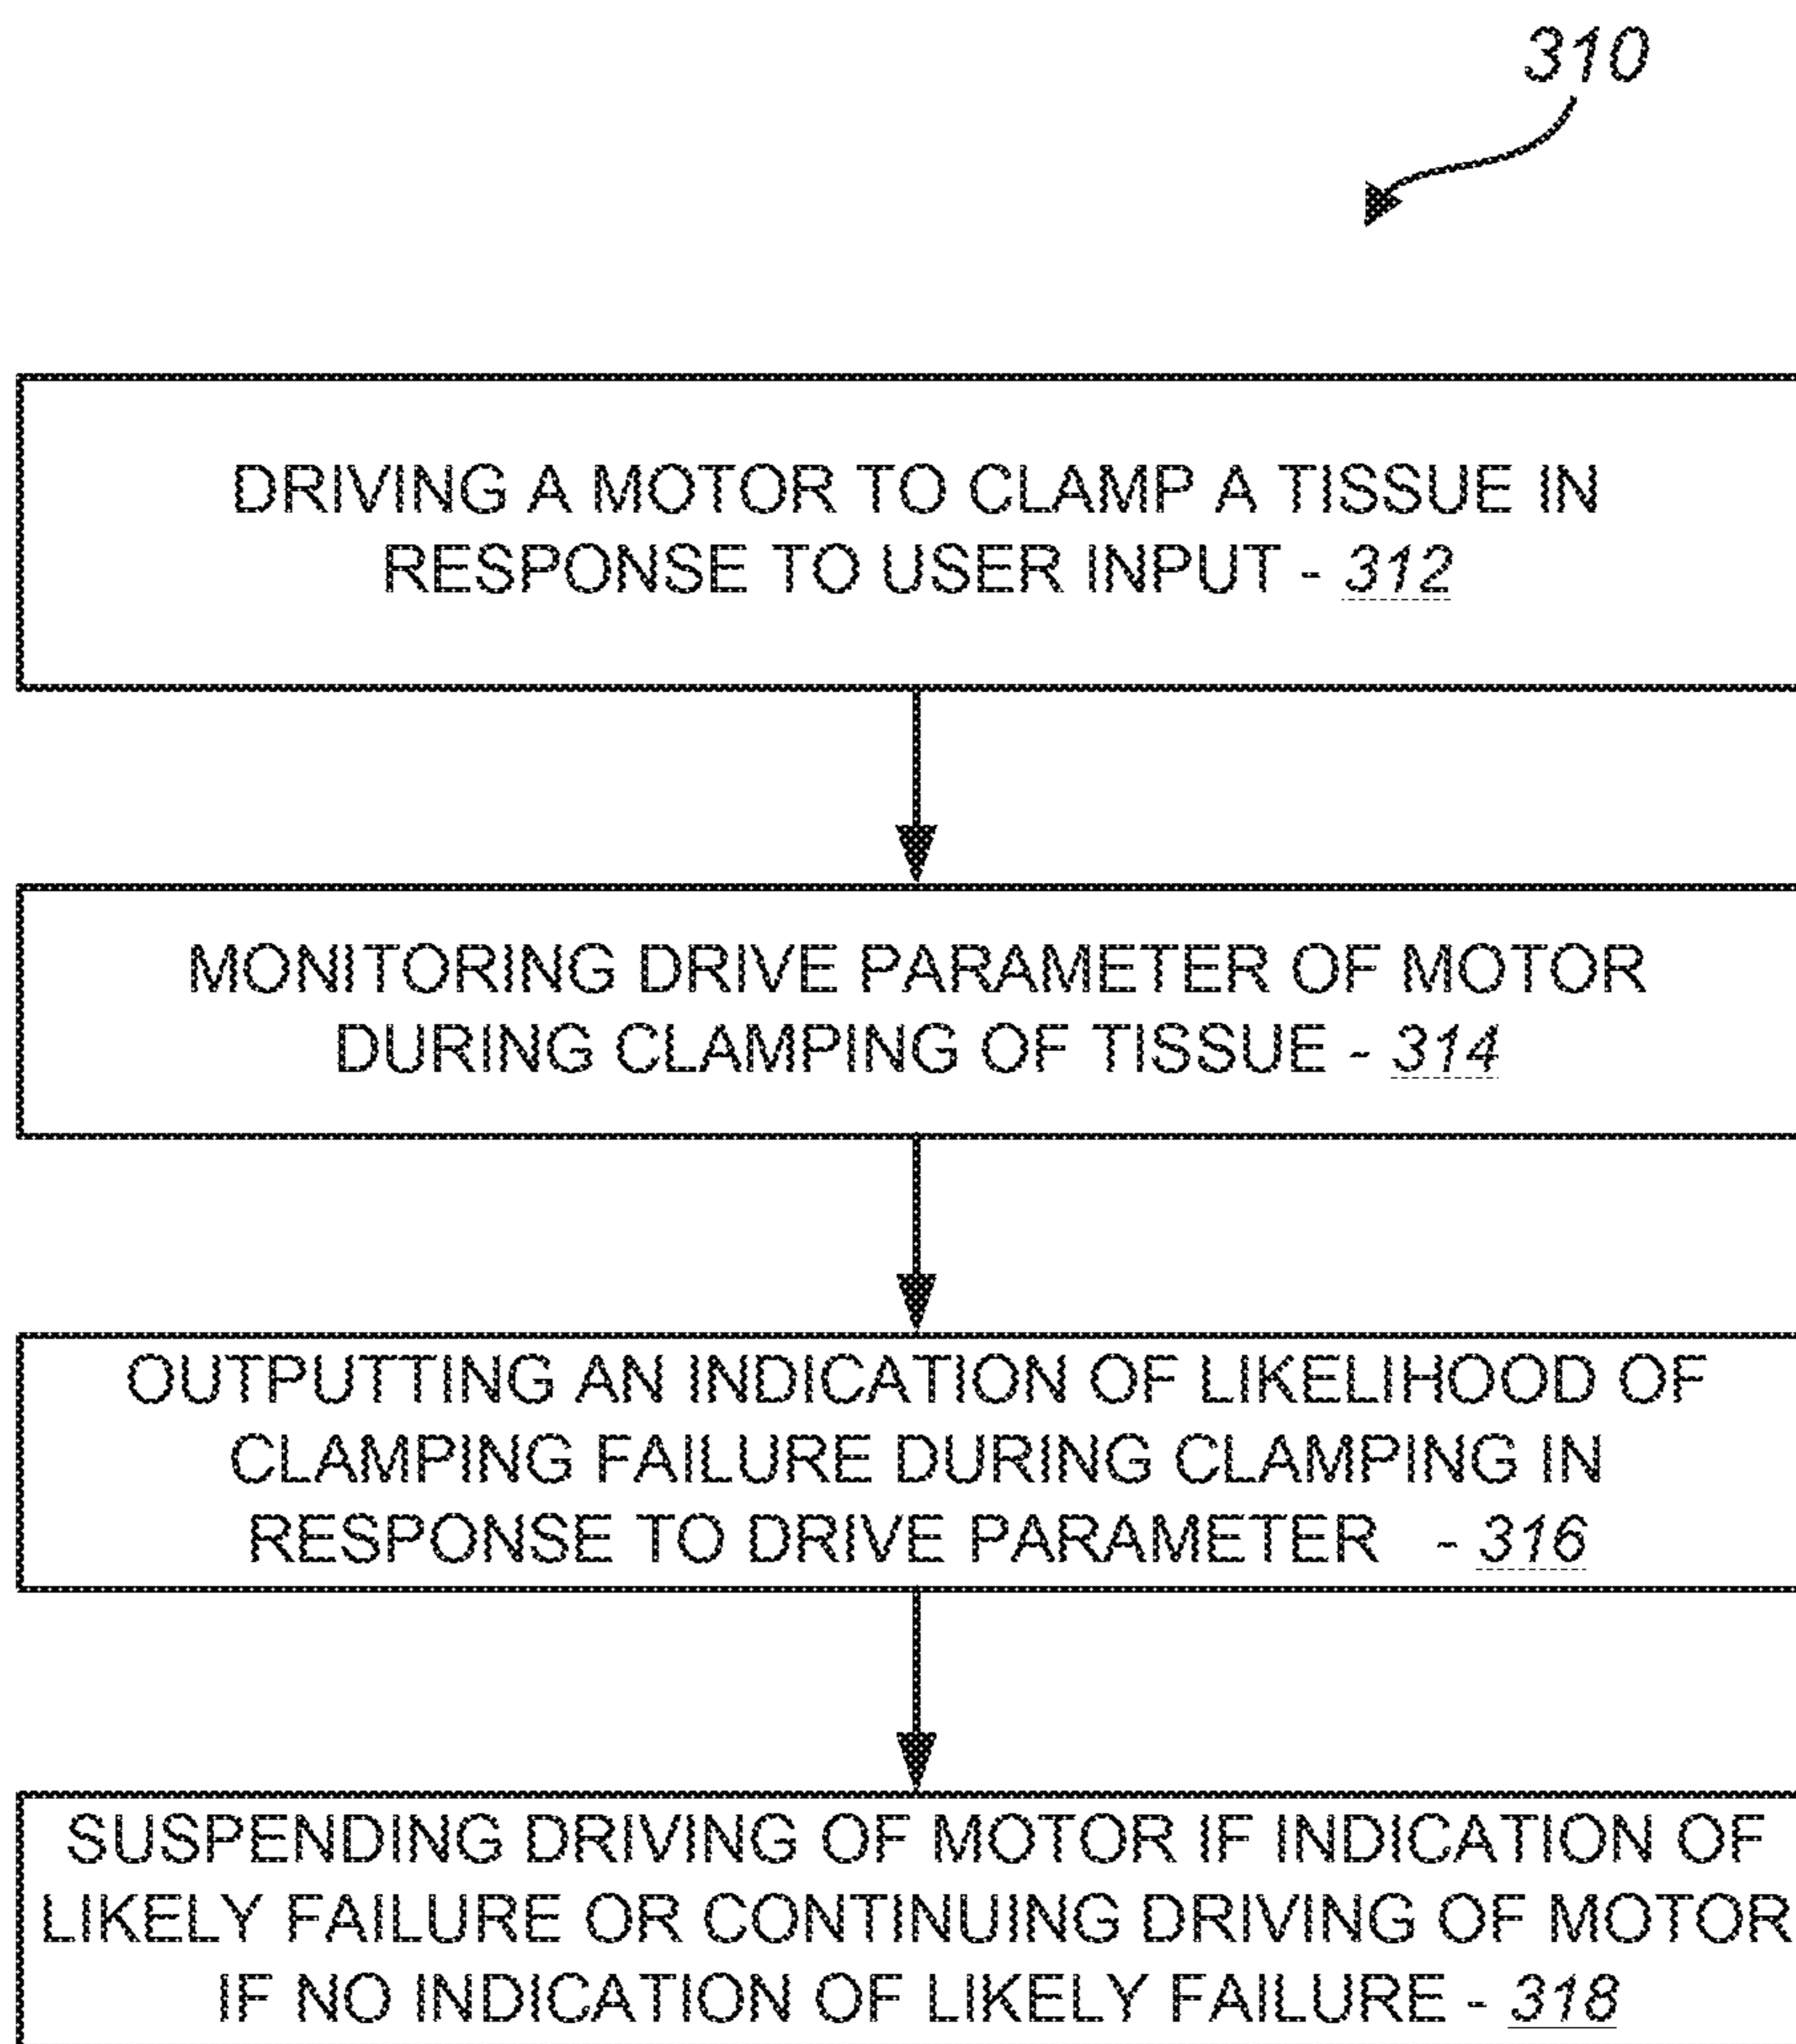 310
DRIVING A MOTOR TO CLAMP A TISSUE IN
RESPONSE TO USER INPUT - 312
MONITORING DRIVE PARAMETER OF MOTOR
DURING CLAMPING OF TISSUE - 314
OUTPUTTING AN INDICATION OF LIKELIHOOD OF
CLAMPING FAILURE DURING CLAMPING IN
RESPONSE TO DRIVE PARAMETER - 316
SUSPENDING DRIVING OF MOTOR IF INDICATION OF
LIKELY FAILURE OR CONTINUING DRIVING OF MOTOR
IF NO INDICATION OF LIKELY FAILURE - 318